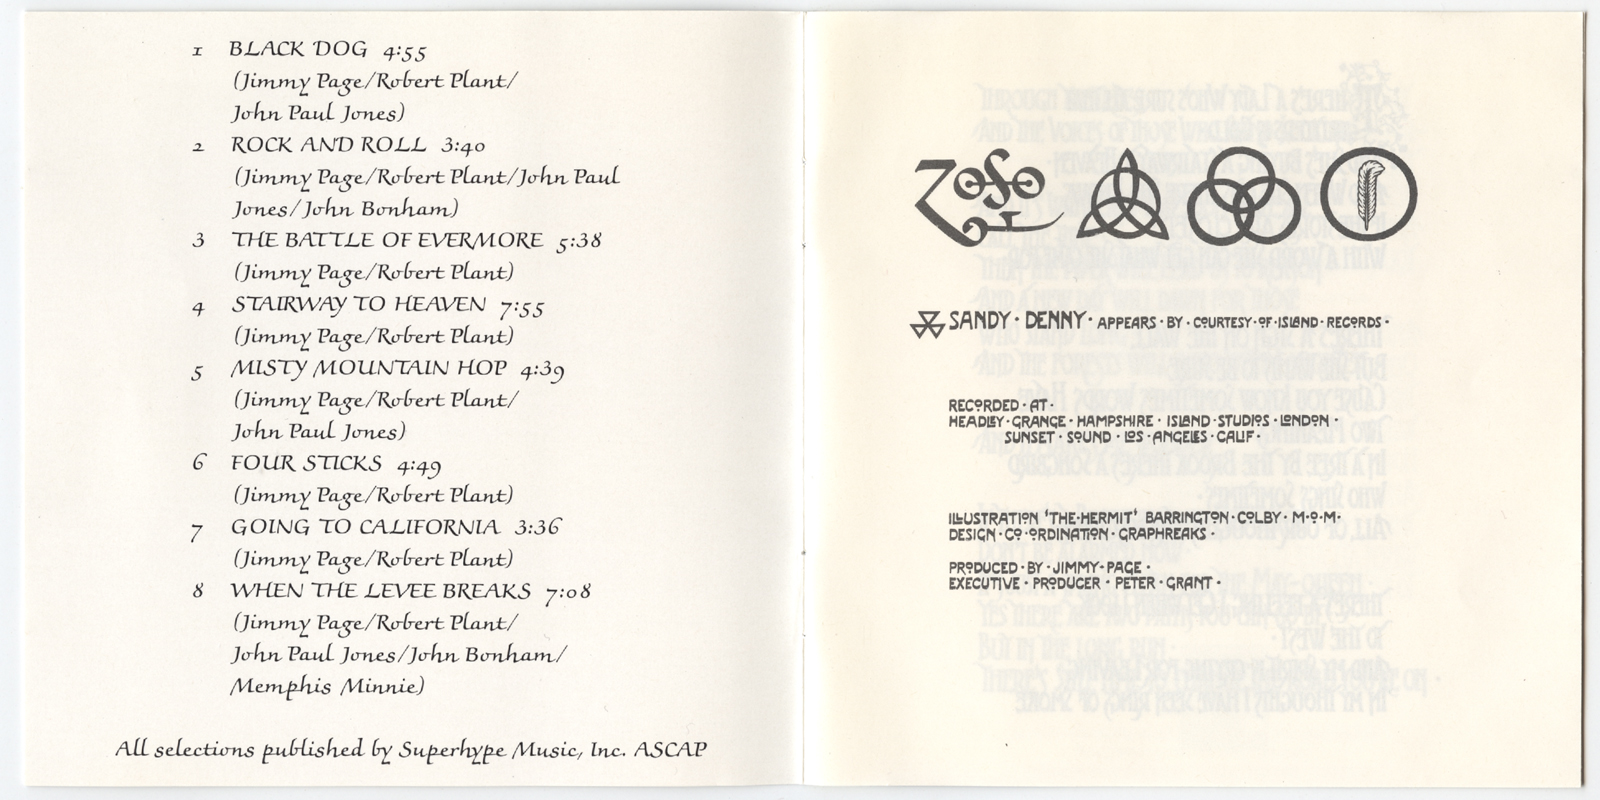 1 BLACK DOG 4:55
(Jimmy Page/Robert Plant/
John Paul Jones)
2 ROCK AND ROLL 3:40
(Jimmy Page/Robert Plant/John Paul
Jones/John Bonham)
3 THE BATTLE OF EVERMORE 5:38
(Jimmy Page/Robert Plant)
4 STAIRWAY TO HEAVEN 7:55
(Jimmy Page/Robert Plant)
5 MISTY MOUNTAIN HOP 4:39
(Jimmy Page/Robert Plant/
John Paul Jones)
6 FOUR STICKS 4:49
(Jimmy Page/Robert Plant)
7 GOING TO CALIFORNIA 3:36
(Jimmy Page/Robert Plant)
8 WHEN THE LEVEE BREAKS 7:08
(Jimmy Page/Robert Plant/
John Paul Jones/John Bonham/
Memphis Minnie)
All selections published by Superhype Music, Inc. ASCAP
SANDY · DENNY · APPEARS · BY · COURTESY · OF · ISLAND · RECORDS ·
RECORDED · AT ·
HEADLEY · GRANGE · HAMPSHIRE · ISLAND · STUDIOS · LONDON ·
SUNSET · SOUND · LOS · ANGELES · CALIF ·
ILLUSTRATION 'THE·HERMIT' BARRINGTON · COLBY · M·O·M·
DESIGN · CO·ORDINATION · GRAPHREAKS ·
PRODUCED · BY · JIMMY · PAGE ·
EXECUTIVE · PRODUCER · PETER · GRANT ·